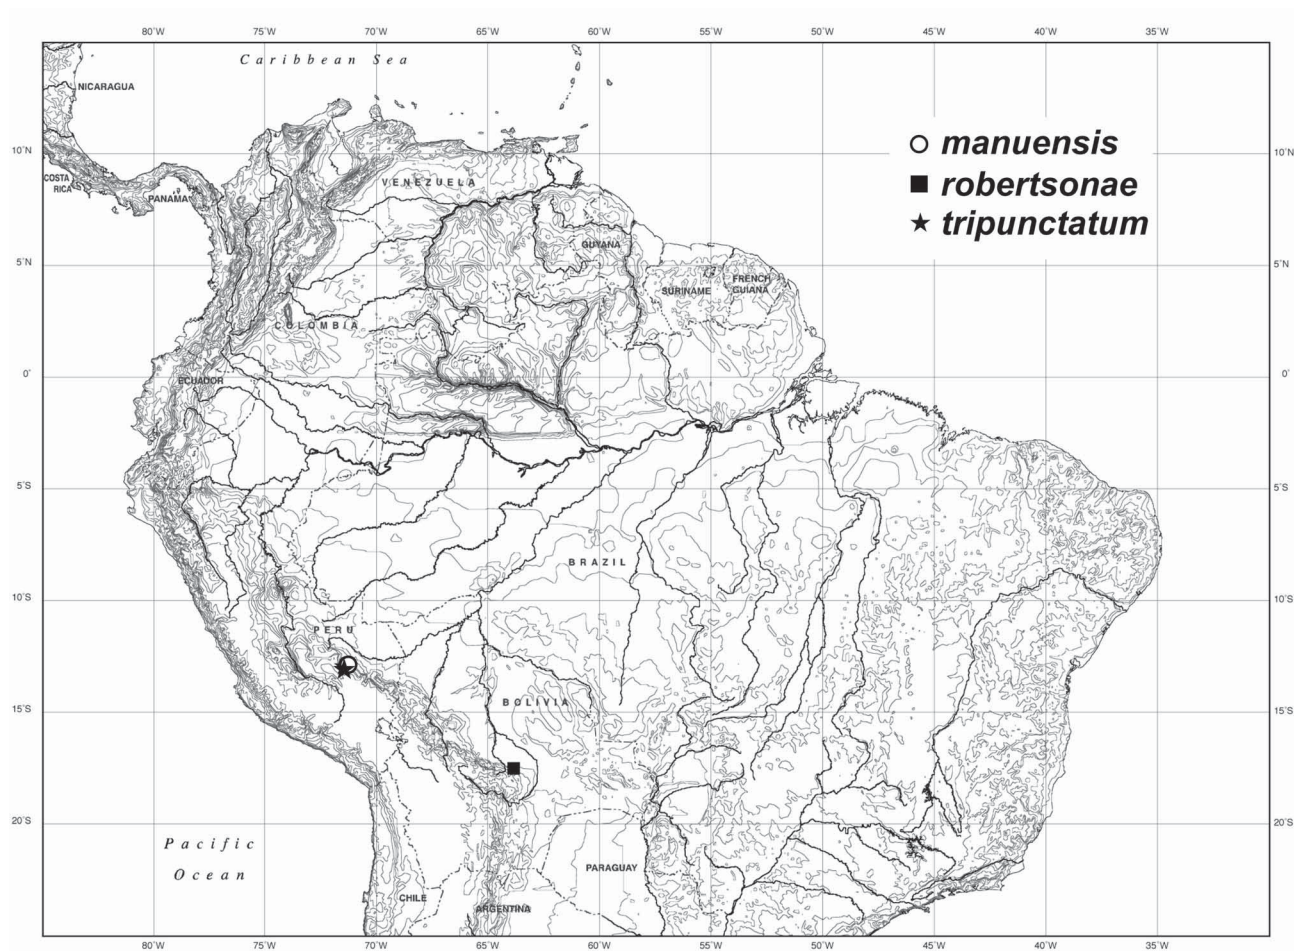 80°W 75°W 70°W 65°W 60°W 55°W 50°W 45°W 40°W 35°W
Caribbean Sea
NICARAGUA
manuensis
10°N 10°N
COSTA RICA
VENEZUELA
robertsonae
PANAMA
tripunctatum
GUYANA
5°N 5°N
SURINAME
FRENCH GUIANA
COLOMBIA
0° 0°
ECUADOR
5°S 5°S
BRAZIL
10°S 10°S
PERU
BOLIVIA
15°S 15°S
20°S 20°S
Pacific
Ocean
PARAGUAY
CHILE
ARGENTINA
80°W 75°W 70°W 65°W 60°W 55°W 50°W 45°W 40°W 35°W